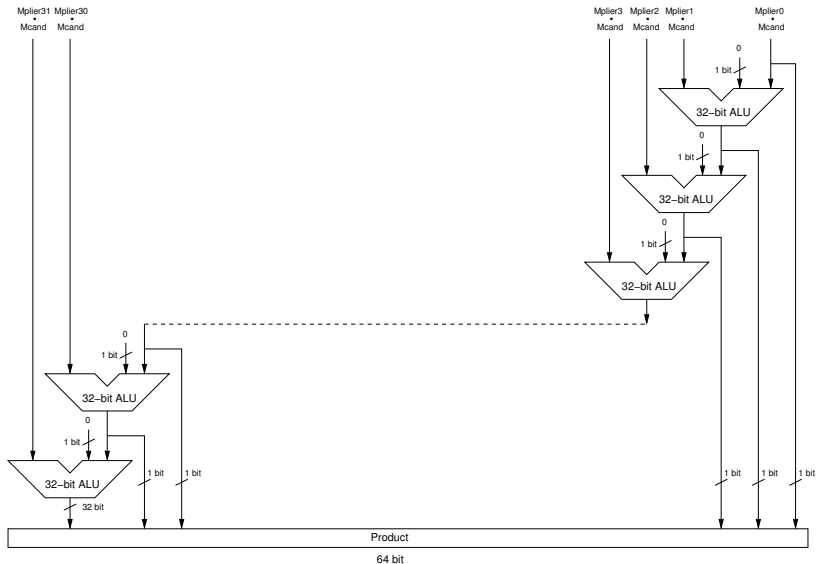 Mplier31 Mplier30 Mplier3 Mplier2 Mplier1 Mplier0
Mcand Mcand Mcand Mcand Mcand Mcand
0
1 bit
32−bit ALU
0
1 bit
32−bit ALU
0
1 bit
32−bit ALU
0
1 bit
32−bit ALU
0
1 bit
32−bit ALU
1 bit 1 bit 1 bit 1 bit 1 bit
32 bit
Product
64 bit